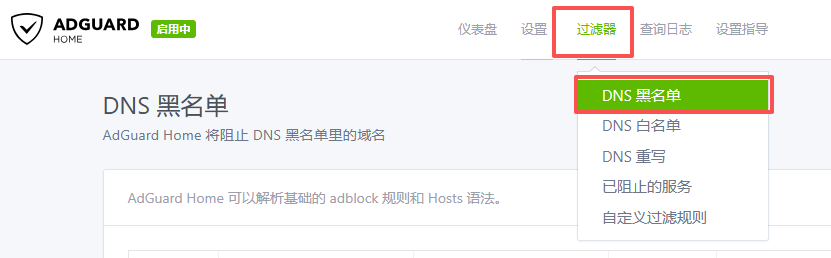 ADGUARD
HOME
启用中
仪表盘 设置 过滤器 查询日志 设置指导
DNS 黑名单
DNS 白名单
DNS 重写
已阻止的服务
自定义过滤规则
DNS 黑名单
AdGuard Home 将阻止 DNS 黑名单里的域名
AdGuard Home 可以解析基础的 adblock 规则和 Hosts 语法。